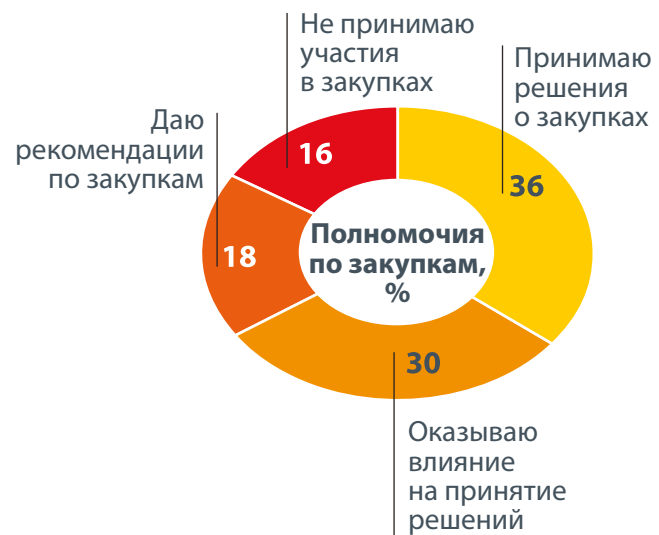 Не принимаю
участия
в закупках
16
Принимаю
решения
о закупках
36
Даю
рекомендации
по закупкам
18
Полномочия
по закупкам,
%
30
Оказываю
влияние
на принятие
решений